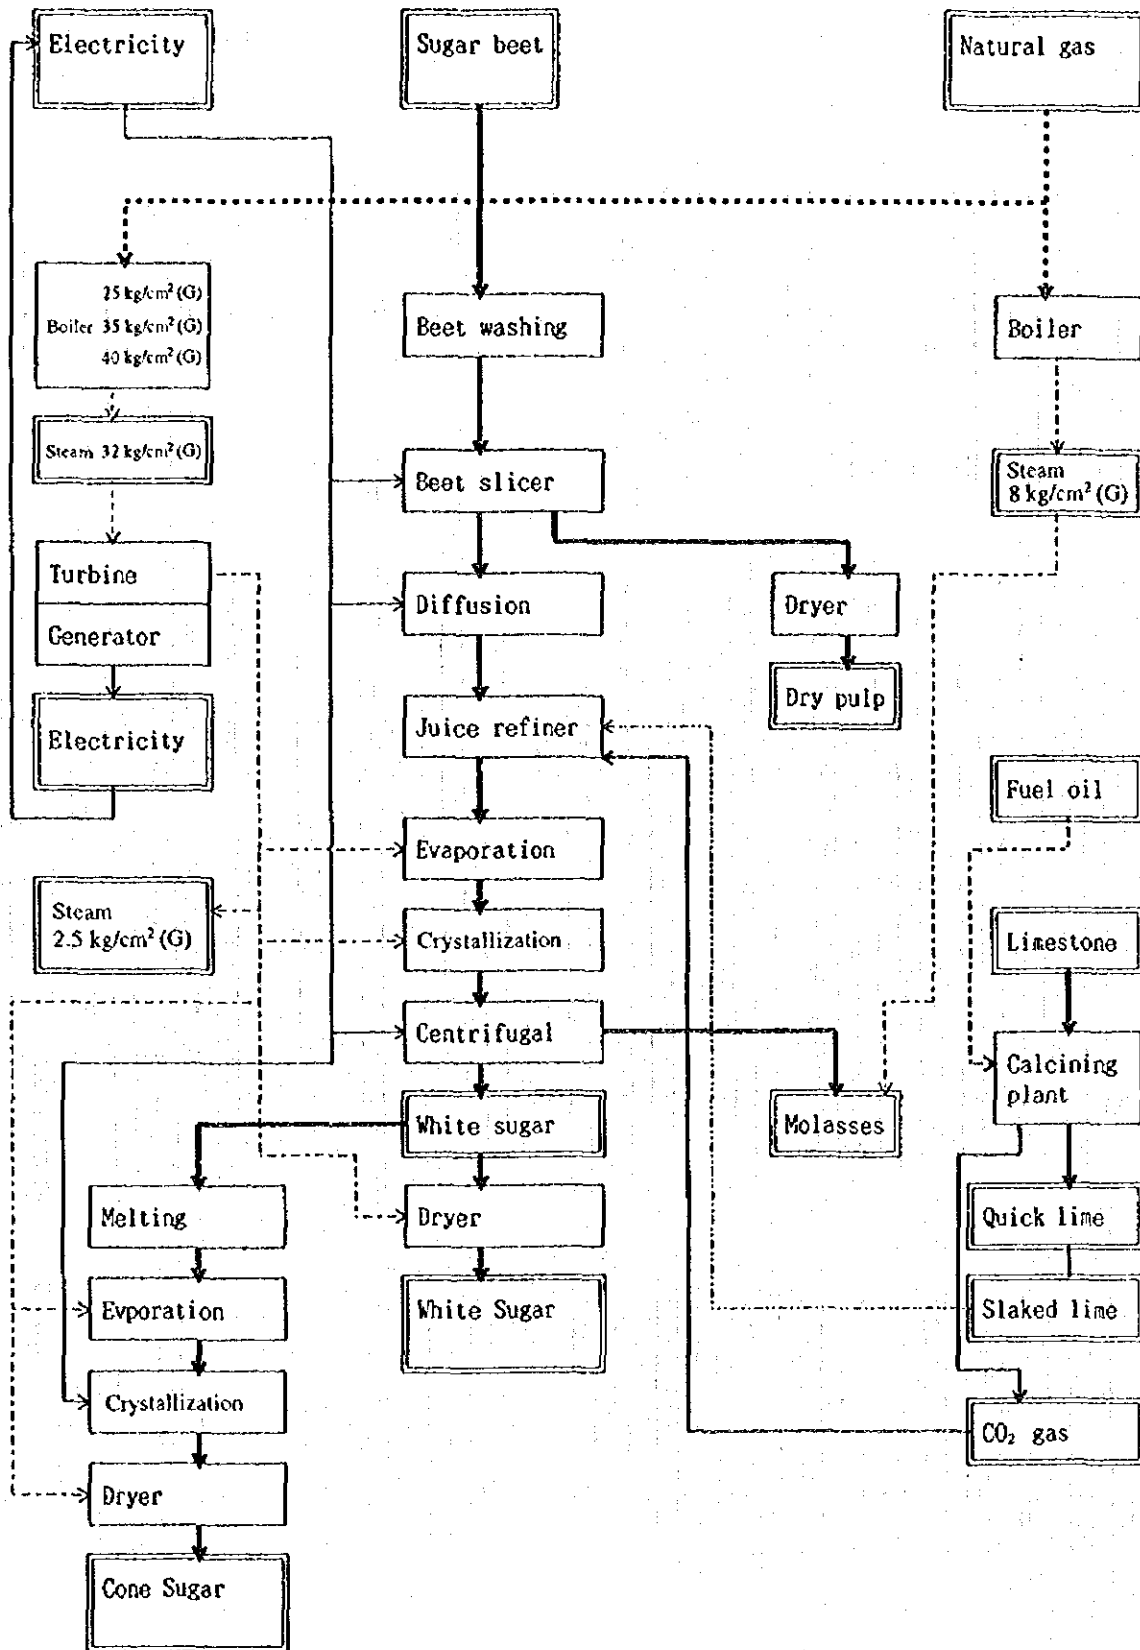 Electricity
Sugar beet
Natural gas
25 kg/cm² (G)
Boiler 35 kg/cm² (G)
40 kg/cm² (G)
Beet washing
Boiler
Steam 32 kg/cm² (G)
Beet slicer
Steam
8 kg/cm² (G)
Turbine
Generator
Diffusion
Dryer
Electricity
Juice refiner
Dry pulp
Fuel oil
Evaporation
Steam
2.5 kg/cm² (G)
Crystallization
Limestone
Centrifugal
Calcining
plant
White sugar
Molasses
Melting
Dryer
Quick lime
Evporation
White Sugar
Slaked lime
Crystallization
CO₂ gas
Dryer
Cone Sugar